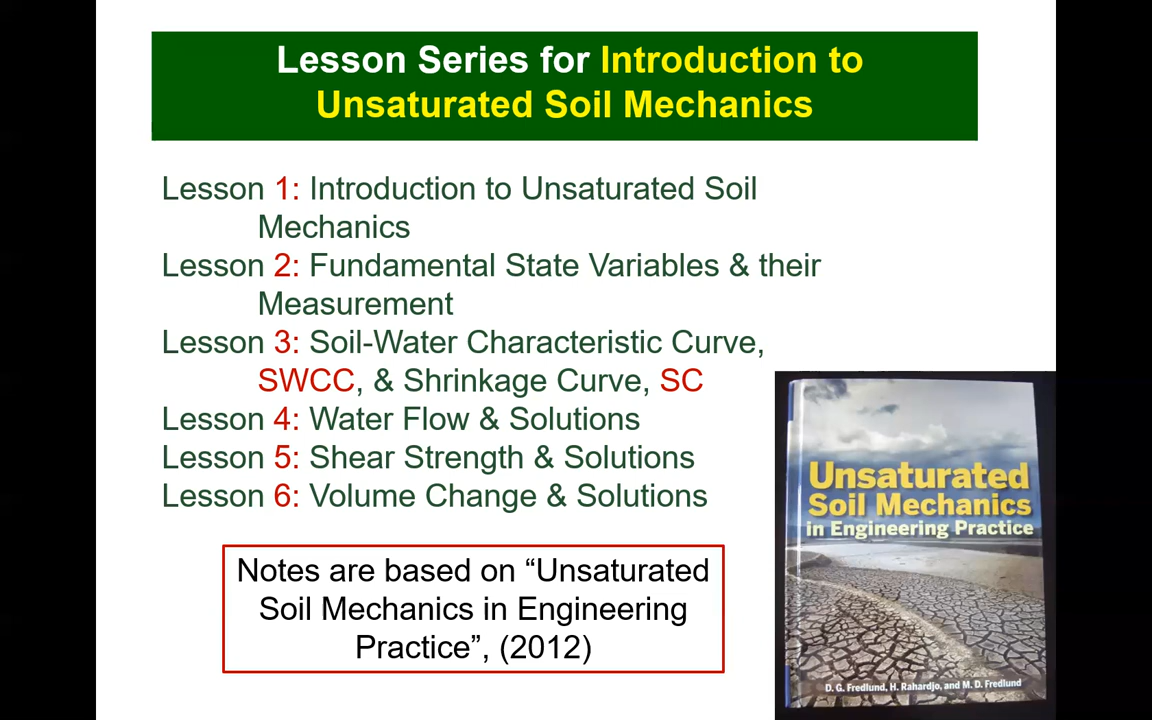 Lesson Series for Introduction to
Unsaturated Soil Mechanics
Lesson 1: Introduction to Unsaturated Soil
Mechanics
Lesson 2: Fundamental State Variables & their
Measurement
Lesson 3: Soil-Water Characteristic Curve,
SWCC, & Shrinkage Curve, SC
Lesson 4: Water Flow & Solutions
Lesson 5: Shear Strength & Solutions
Lesson 6: Volume Change & Solutions
Notes are based on “Unsaturated
Soil Mechanics in Engineering
Practice”, (2012)
Unsaturated
Soil Mechanics
in Engineering Practice
D. G. Fredlund, H. Rahardjo, and M. D. Fredlund